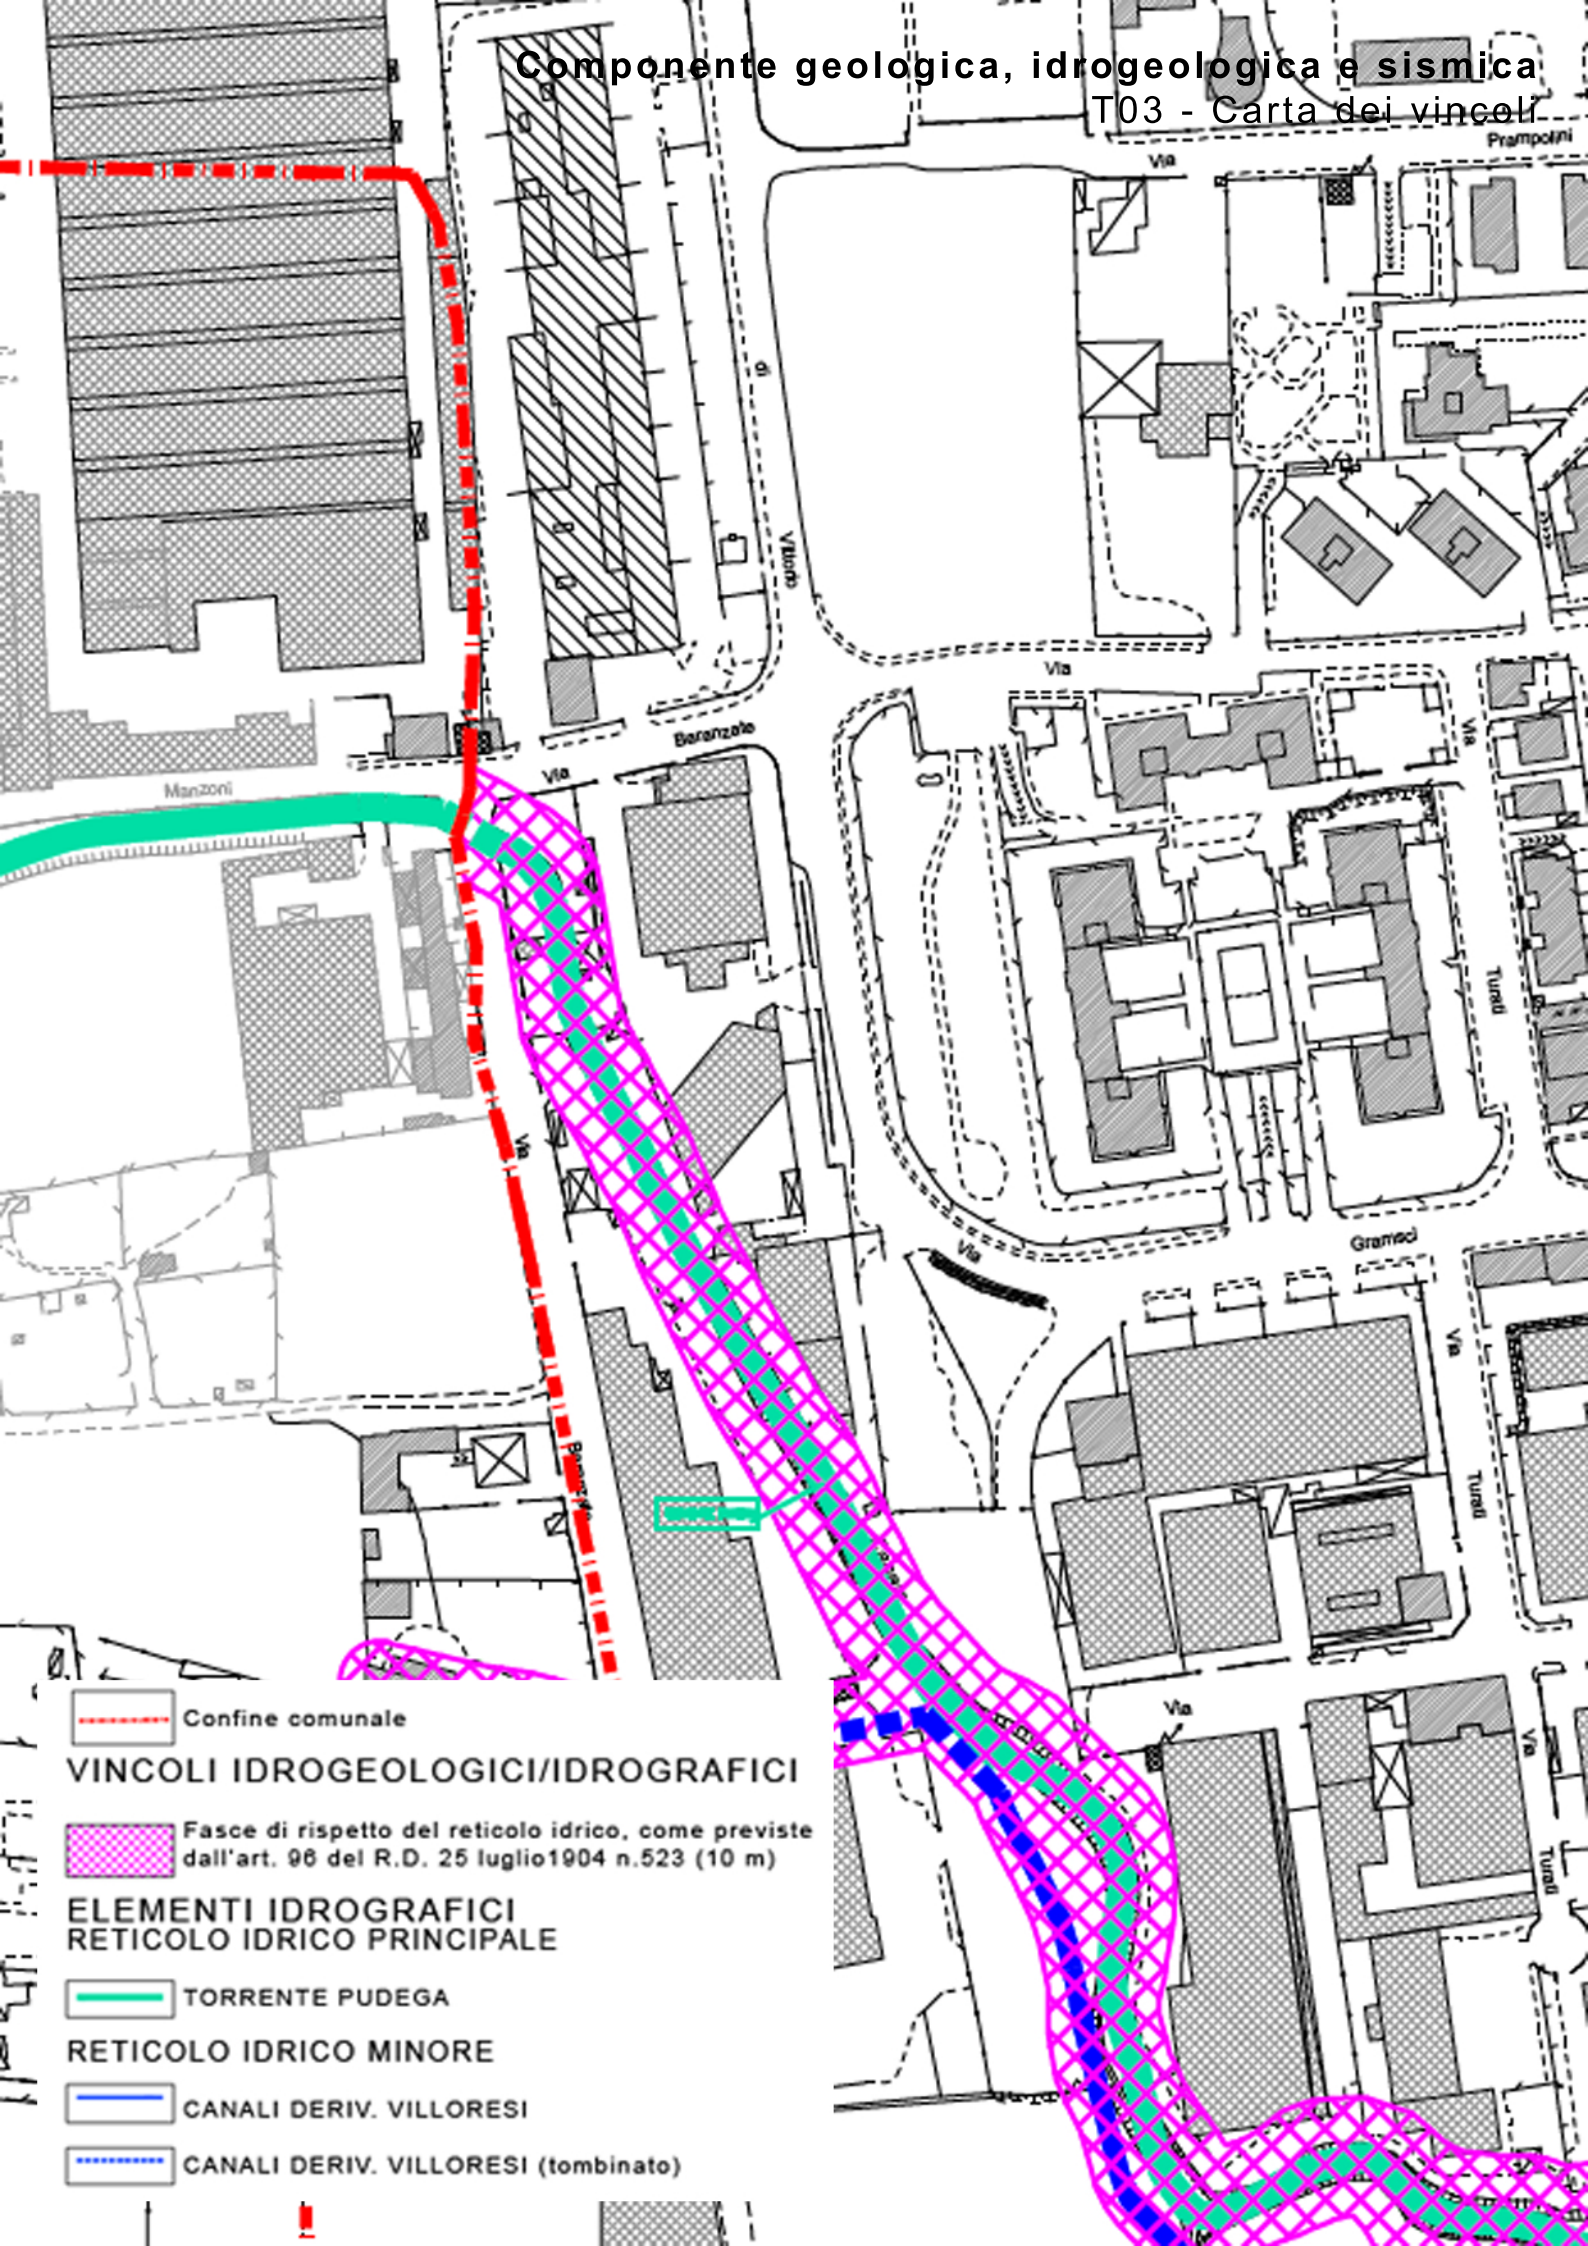 Componente geologica, idrogeologica e sismica
T03 - Carta dei vincoli
Prampolini
Via
di
Vittorio
Via
Via
Baranzate
Via
Manzoni
Turati
Via
Gramsci
Via
Via
Turati
Via
Via
Turati
Confine comunale
VINCOLI IDROGEOLOGICI/IDROGRAFICI
Fasce di rispetto del reticolo idrico, come previste
dall'art. 96 del R.D. 25 luglio1904 n.523 (10 m)
ELEMENTI IDROGRAFICI
RETICOLO IDRICO PRINCIPALE
TORRENTE PUDEGA
RETICOLO IDRICO MINORE
CANALI DERIV. VILLORESI
CANALI DERIV. VILLORESI (tombinato)